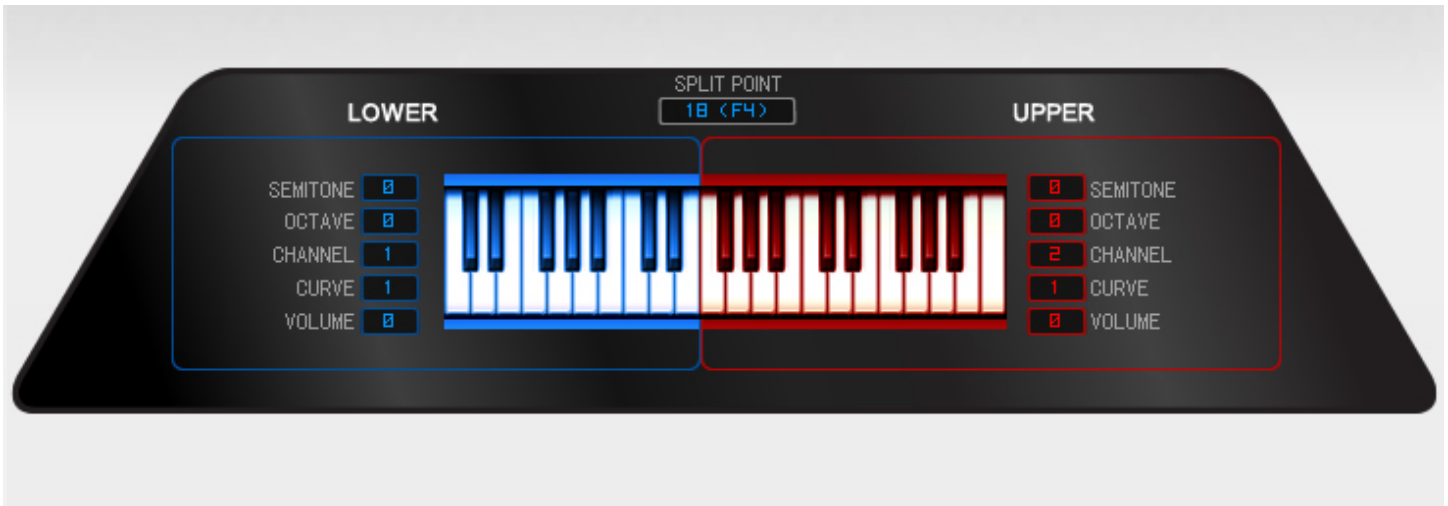 SPLIT POINT
LOWER
18 (F4)
UPPER
SEMITONE 0
OCTAVE 0
CHANNEL 1
CURVE 1
VOLUME 0
0 SEMITONE
0 OCTAVE
2 CHANNEL
1 CURVE
0 VOLUME